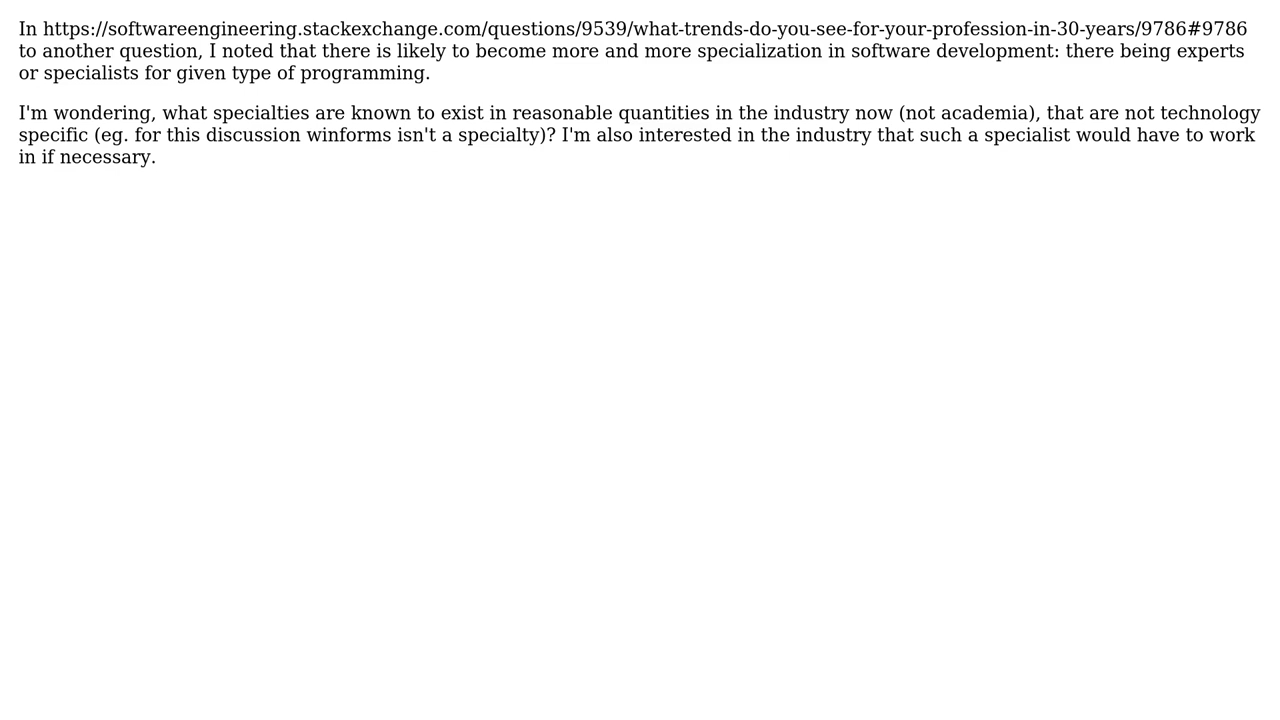 In https://softwareengineering.stackexchange.com/questions/9539/what-trends-do-you-see-for-your-profession-in-30-years/9786#9786
to another question, I noted that there is likely to become more and more specialization in software development: there being experts
or specialists for given type of programming.
I'm wondering, what specialties are known to exist in reasonable quantities in the industry now (not academia), that are not technology
specific (eg. for this discussion winforms isn't a specialty)? I'm also interested in the industry that such a specialist would have to work
in if necessary.